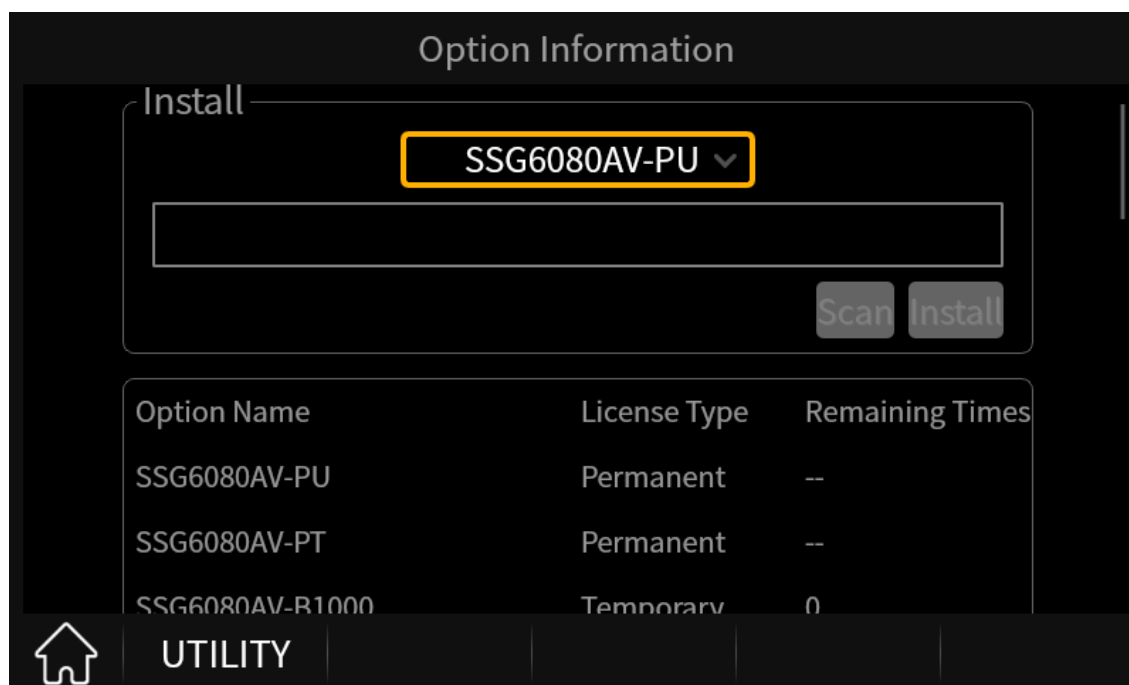 Option Information
Install
SSG6080AV-PU
Scan Install
Option Name License Type Remaining Times
SSG6080AV-PU Permanent --
SSG6080AV-PT Permanent --
SSG6080AV-B1000 Temporary 0
UTILITY